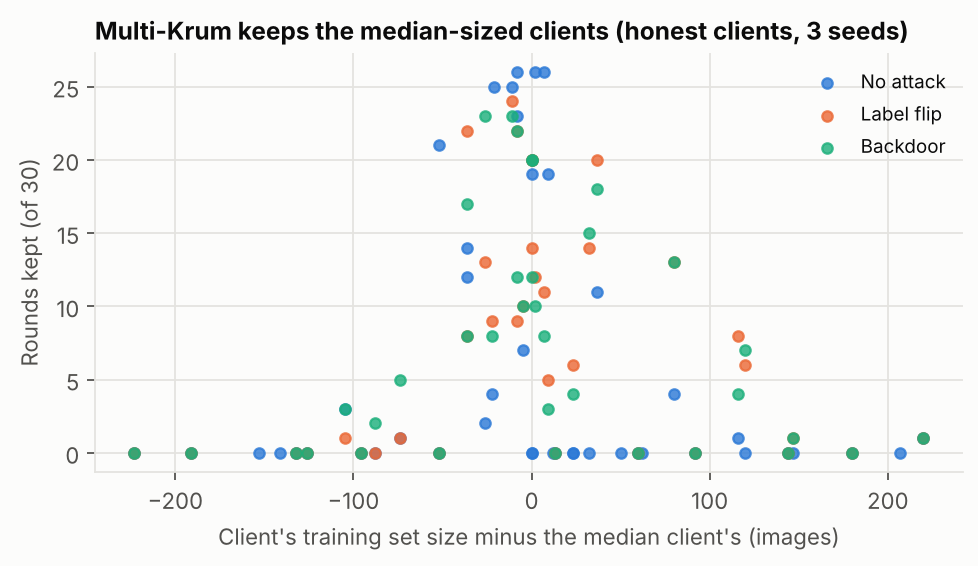 Multi-Krum keeps the median-sized clients (honest clients, 3 seeds)
No attack
Label flip
Backdoor
Rounds kept (of 30)
25
20
15
10
5
0
−200
−100
0
100
200
Client's training set size minus the median client's (images)